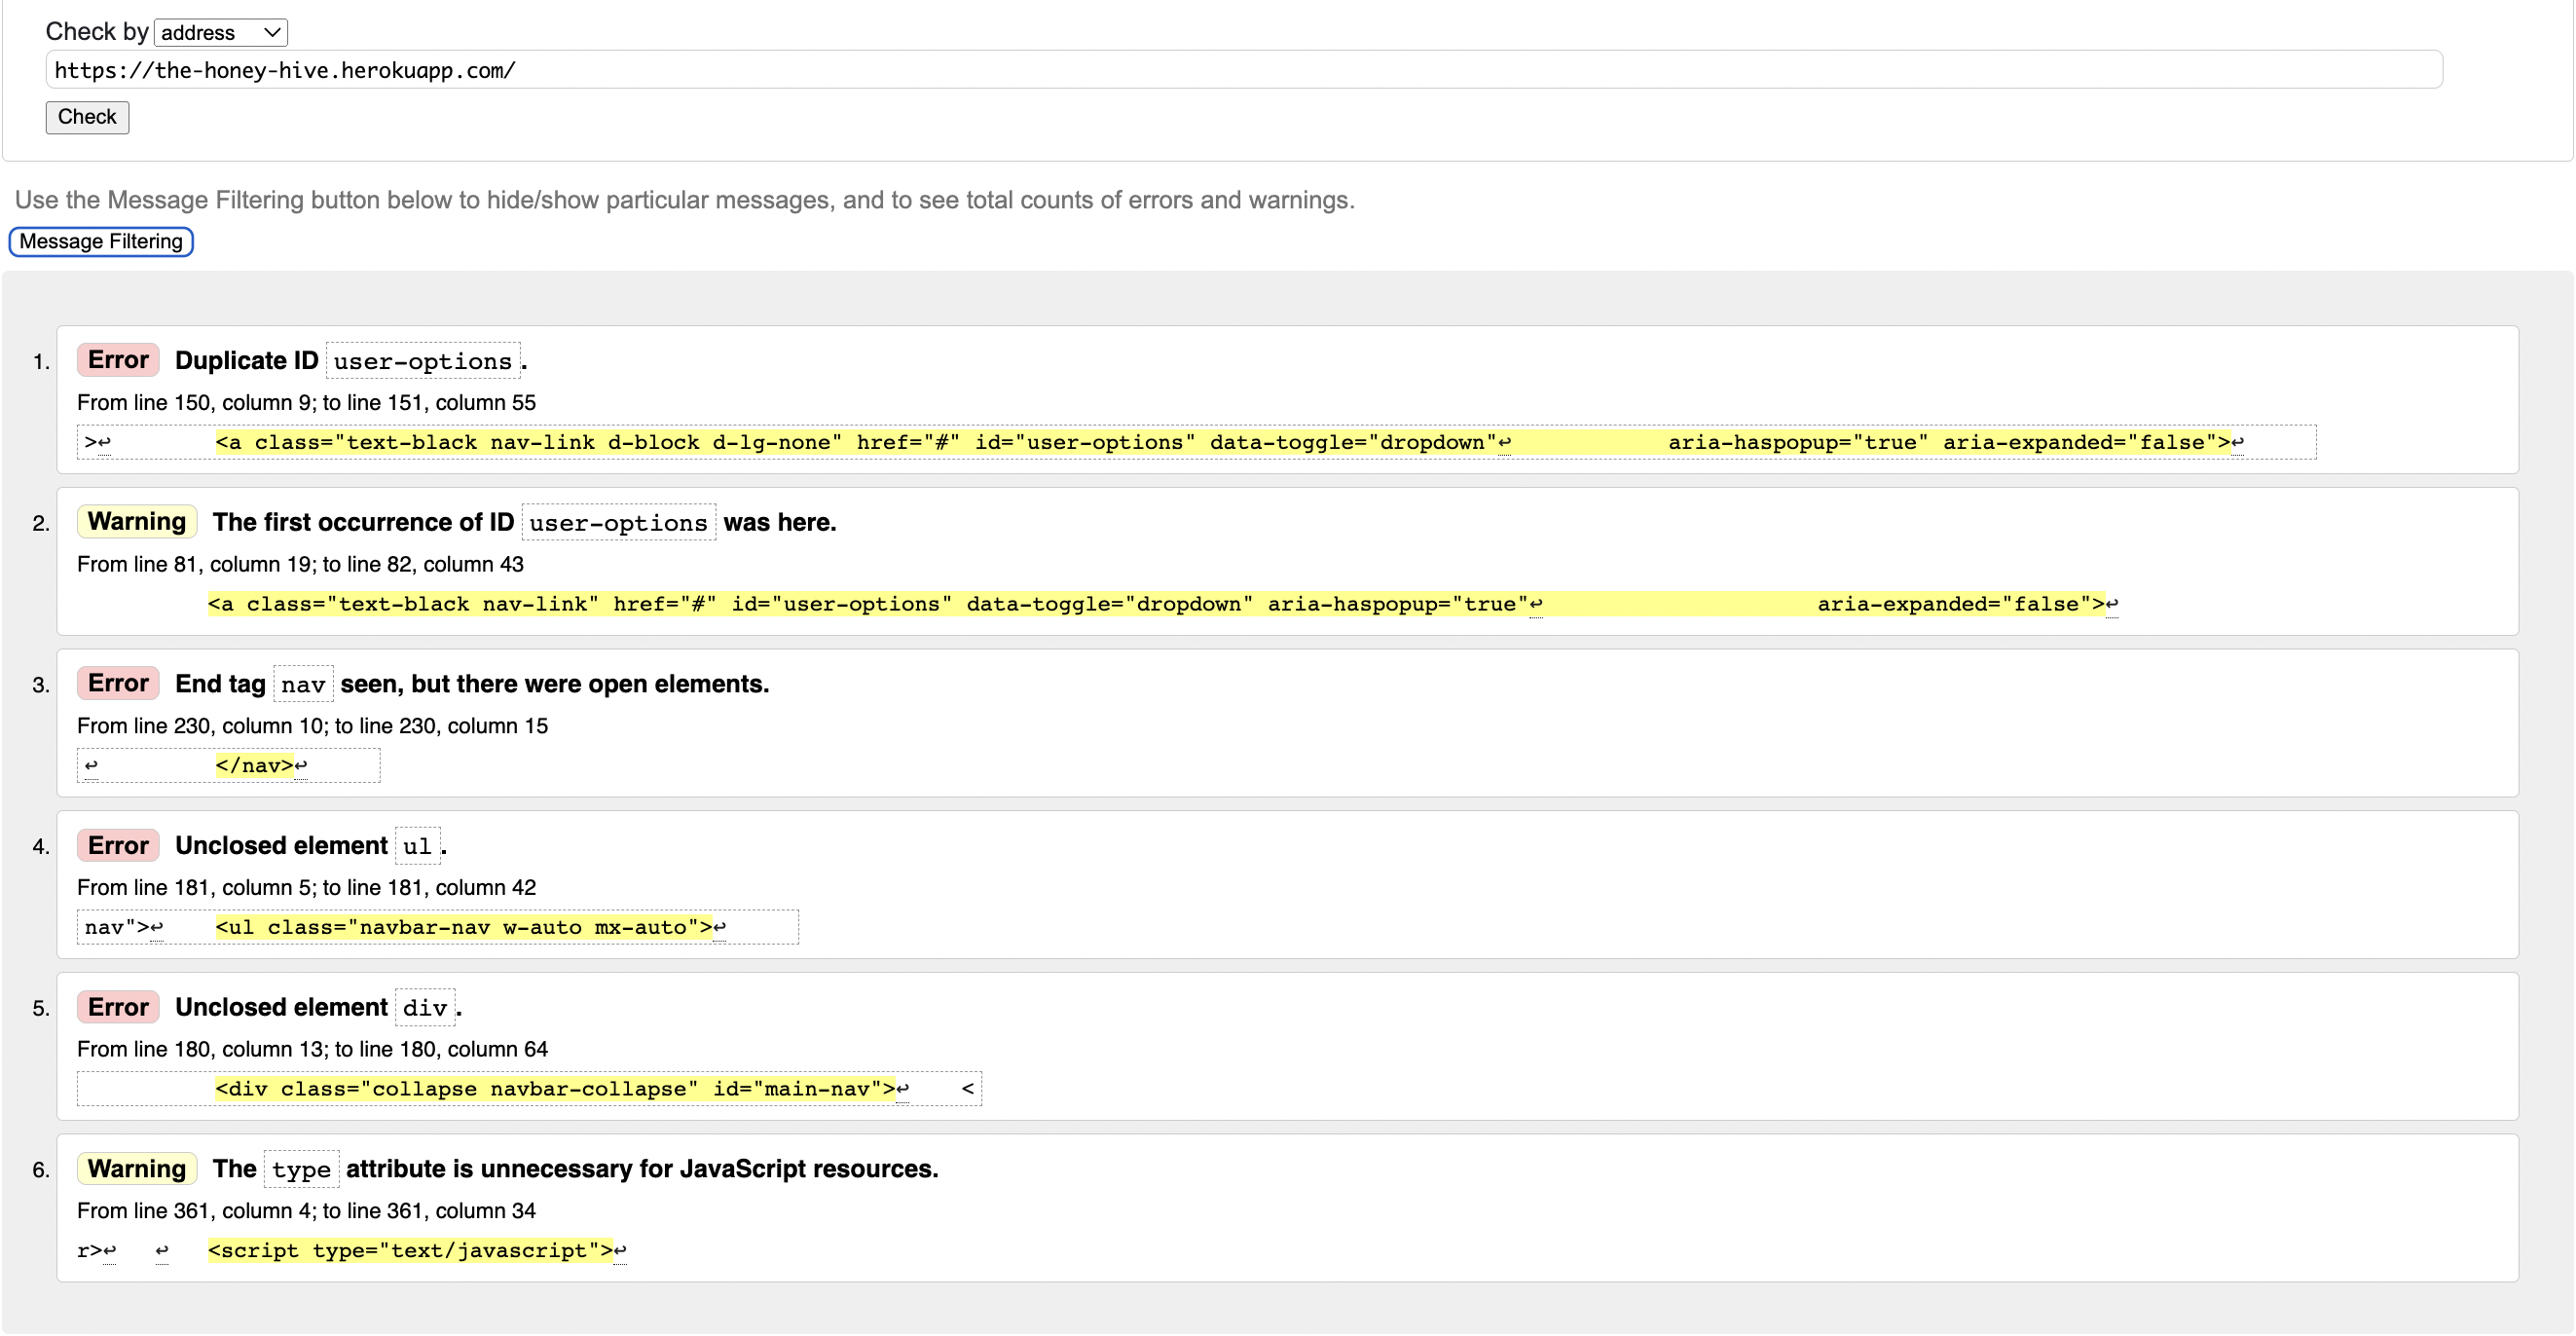 Check by address
https://the-honey-hive.herokuapp.com/
Check
Use the Message Filtering button below to hide/show particular messages, and to see total counts of errors and warnings.
Message Filtering
1. Error Duplicate ID user-options.
From line 150, column 9; to line 151, column 55
>↩        <a class="text-black nav-link d-block d-lg-none" href="#" id="user-options" data-toggle="dropdown"↩            aria-haspopup="true" aria-expanded="false">↩
2. Warning The first occurrence of ID user-options was here.
From line 81, column 19; to line 82, column 43
<a class="text-black nav-link" href="#" id="user-options" data-toggle="dropdown" aria-haspopup="true"↩                     aria-expanded="false">↩
3. Error End tag nav seen, but there were open elements.
From line 230, column 10; to line 230, column 15
↩         </nav>↩
4. Error Unclosed element ul.
From line 181, column 5; to line 181, column 42
nav">↩    <ul class="navbar-nav w-auto mx-auto">↩
5. Error Unclosed element div.
From line 180, column 13; to line 180, column 64
<div class="collapse navbar-collapse" id="main-nav">↩    <
6. Warning The type attribute is unnecessary for JavaScript resources.
From line 361, column 4; to line 361, column 34
r>↩   ↩   <script type="text/javascript">↩